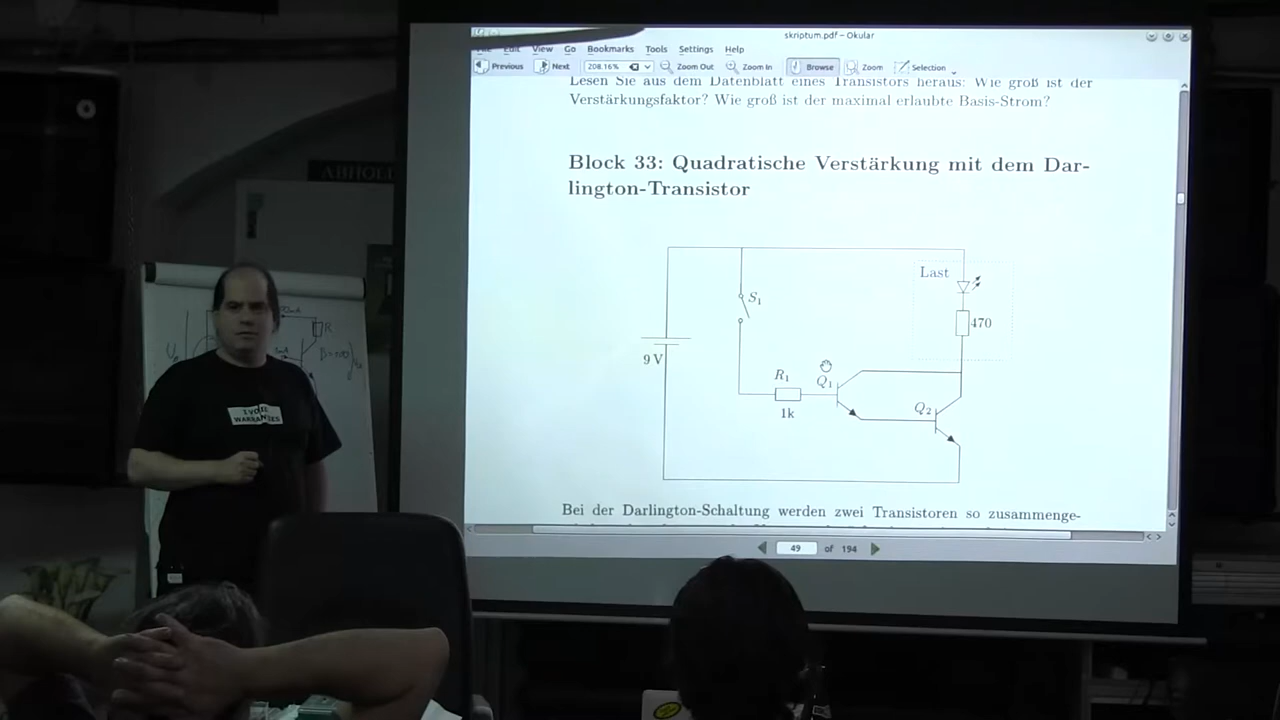 skriptum.pdf – Okular
Edit View Go Bookmarks Tools Settings Help
Previous Next 208.16% Zoom Out Zoom In Browse Zoom Selection
Lesen Sie aus dem Datenblatt eines Transistors heraus: Wie groß ist der
Verstärkungsfaktor? Wie groß ist der maximal erlaubte Basis-Strom?
Block 33: Quadratische Verstärkung mit dem Dar-
lington-Transistor
Last
S1
470
9 V
R1
Q1
1k
Q2
Bei der Darlington-Schaltung werden zwei Transistoren so zusammenge-
49 of 194
ABHOL
R
I VOID
WARRANTIES